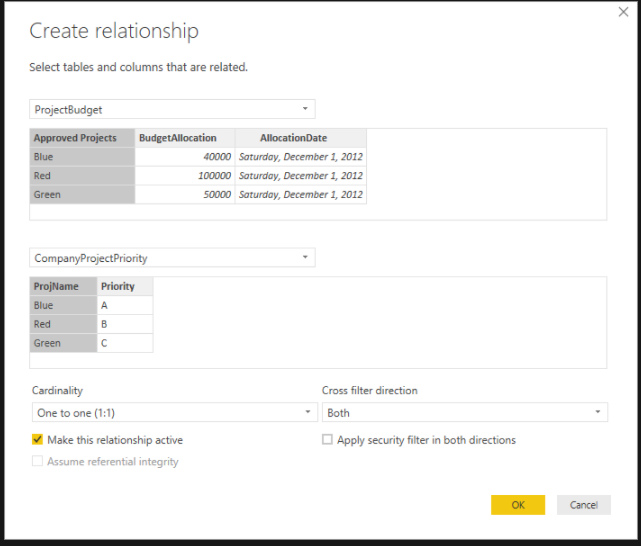 Create relationship
Select tables and columns that are related.
ProjectBudget
Approved Projects BudgetAllocation AllocationDate
Blue 40000 Saturday, December 1, 2012
Red 100000 Saturday, December 1, 2012
Green 50000 Saturday, December 1, 2012
CompanyProjectPriority
ProjName Priority
Blue A
Red B
Green C
Cardinality Cross filter direction
One to one (1:1) Both
Make this relationship active Apply security filter in both directions
Assume referential integrity
OK Cancel